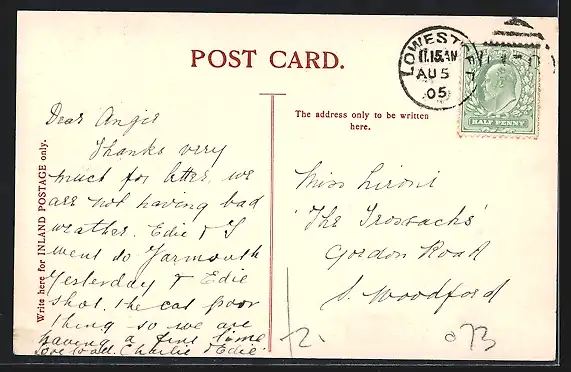 POST CARD.
LOWESTOFT
11.15 AM
AU 5
05
HALF PENNY
Write here for INLAND POSTAGE only.
The address only to be written
here.
Dear Angie
Thanks very
much for letter, we
are not having bad
weather. Edie & I
went to Yarmouth
Yesterday & Edie
shot the cat poor
thing so we are
having a fine time
love to all. Charlie & Edie.
Miss Lironi
'The Trossachs'
Gordon Road
S. Woodford
2.
073